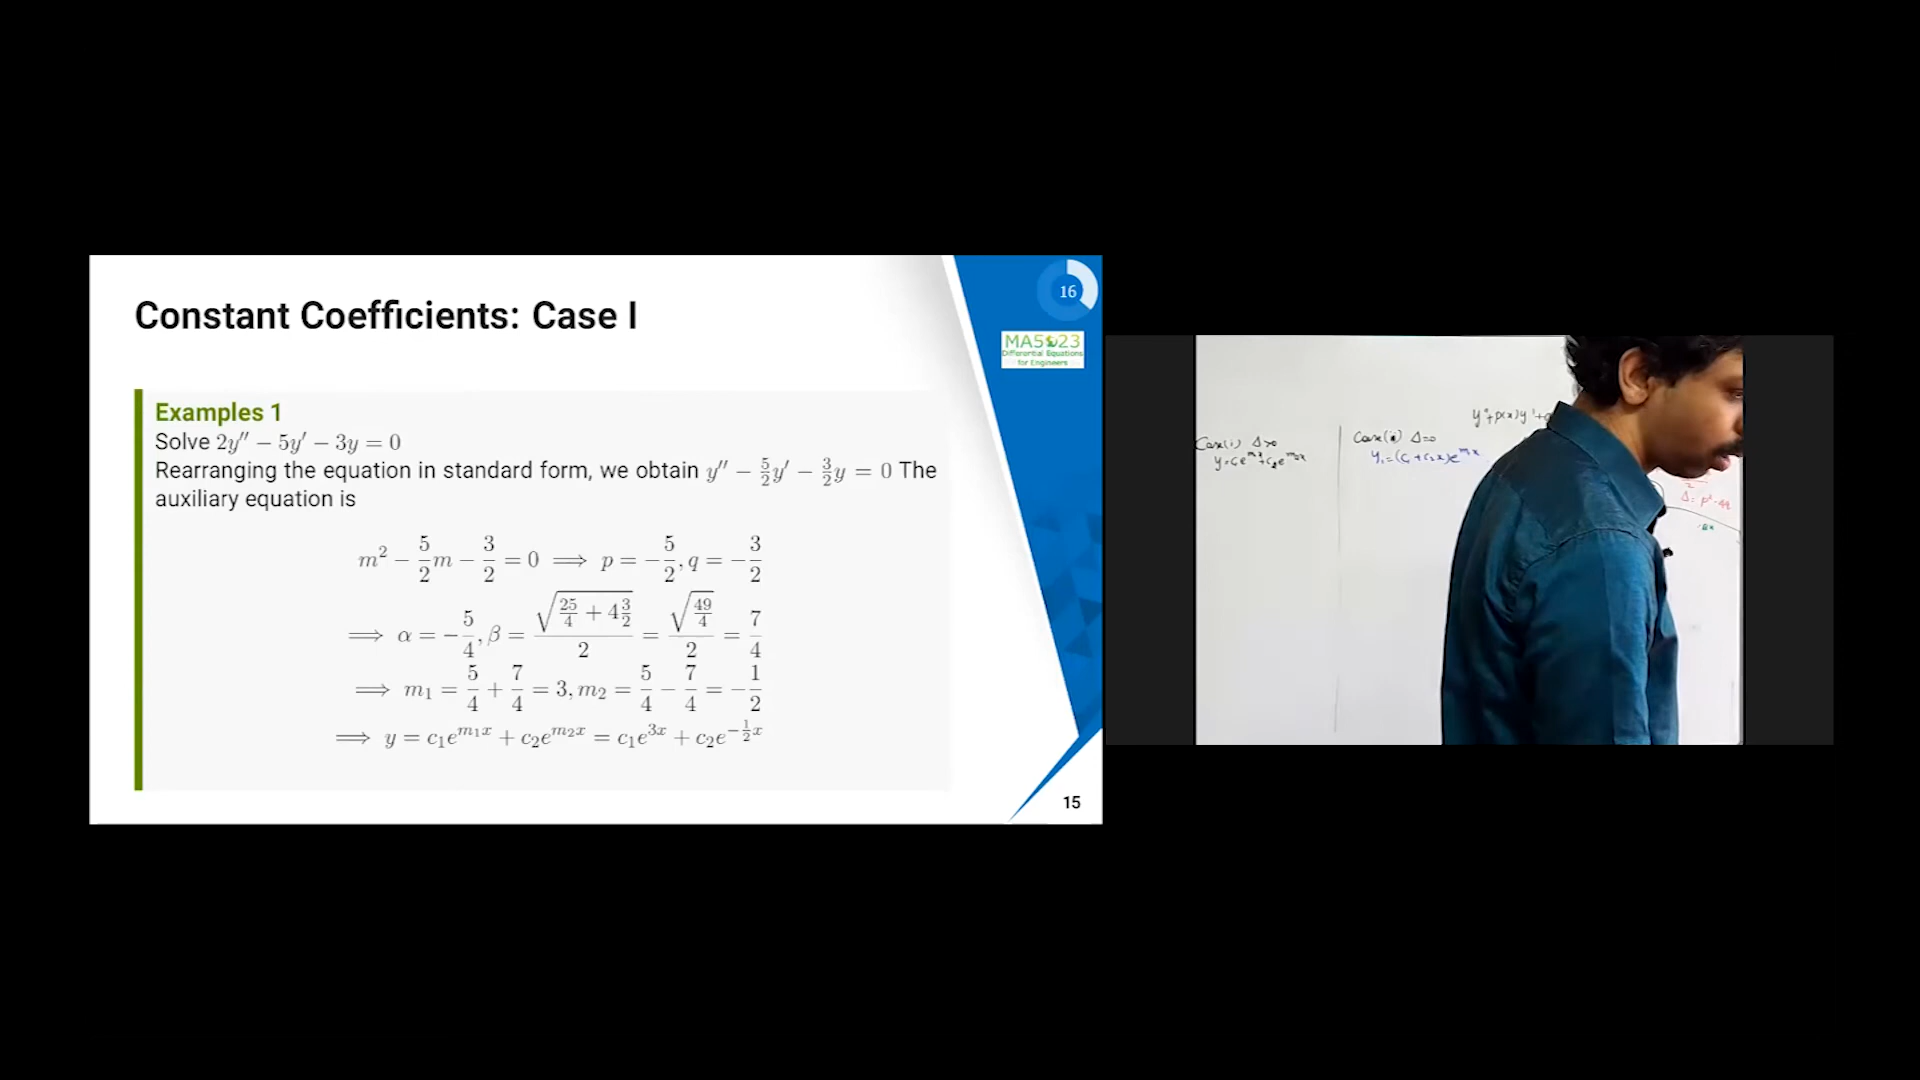 16
Constant Coefficients: Case I
MA5023
Differential Equations
for Engineers
Examples 1
Solve 2y′′ − 5y′ − 3y = 0
Rearranging the equation in standard form, we obtain y′′ − 5/2 y′ − 3/2 y = 0 The
auxiliary equation is
m² − 5/2 m − 3/2 = 0 ⟹ p = −5/2, q = −3/2
⟹ α = −5/4, β = √(25/4 + 4 3/2)/2 = √(49/4)/2 = 7/4
⟹ m₁ = 5/4 + 7/4 = 3, m₂ = 5/4 − 7/4 = −1/2
⟹ y = c₁e^{m₁x} + c₂e^{m₂x} = c₁e^{3x} + c₂e^{−1/2 x}
15
y″+p(x)y′+
Case(i) Δ>0
y=c₁e^{m₁x}+c₂e^{m₂x}
Case(ii) Δ=0
y₁=(c₁+c₂x)e^{mx}
Δ= p²-4q